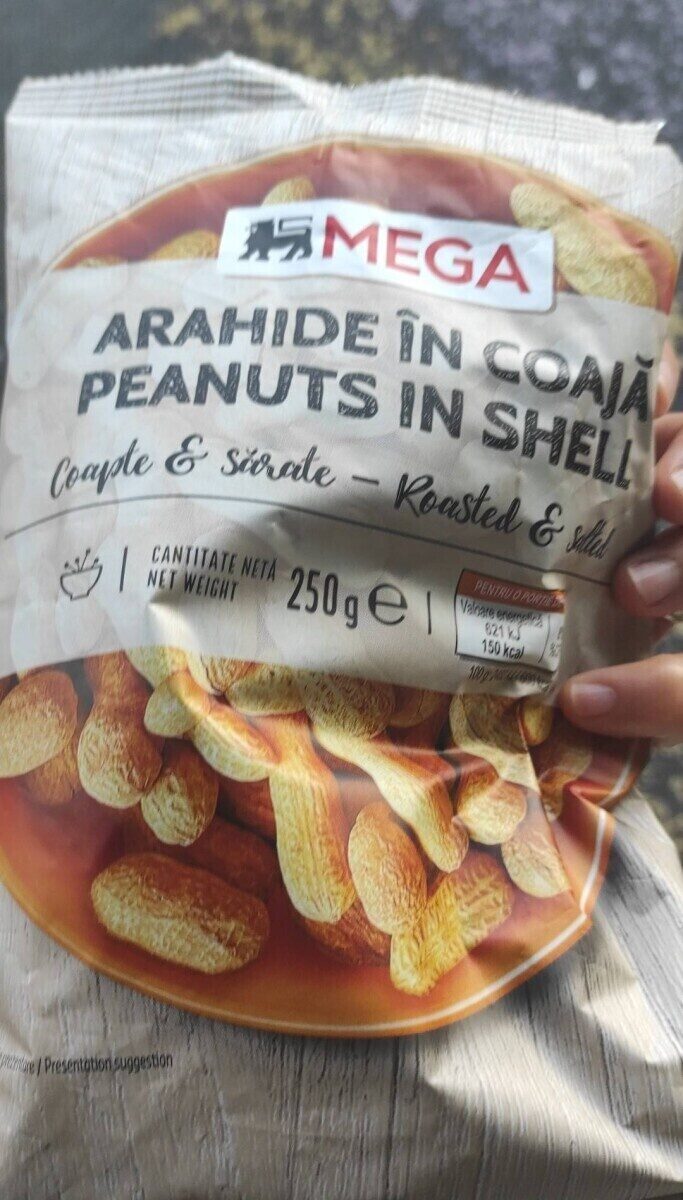 MEGA
ARAHIDE ÎN COAJĂ
PEANUTS IN SHELL
Coapte & sărate – Roasted & salted
CANTITATE NETĂ
NET WEIGHT
250g e
PENTRU O PORȚIE
Valoare energetică
621 kJ
150 kcal
100g
/ Presentation suggestion